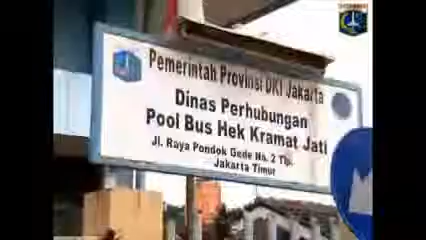 Pemerintah Provinsi DKI Jakarta
Dinas Perhubungan
Pool Bus Hek Kramat Jati
Jl. Raya Pondok Gede No. 2 Tlp.
Jakarta Timur